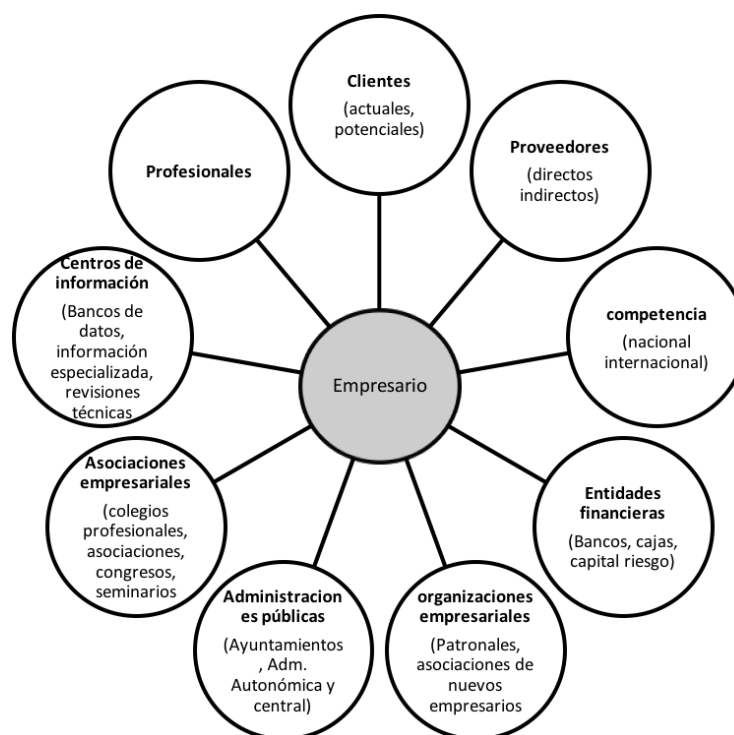 Clientes
(actuales,
potenciales)
Proveedores
(directos
indirectos)
competencia
(nacional
internacional)
Entidades
financieras
(Bancos, cajas,
capital riesgo)
organizaciones
empresariales
(Patronales,
asociaciones de
nuevos
empresarios
Administracion
es públicas
(Ayuntamientos
, Adm.
Autonómica y
central)
Asociaciones
empresariales
(colegios
profesionales,
asociaciones,
congresos,
seminarios
Centros de
información
(Bancos de
datos,
información
especializada,
revisiones
técnicas
Profesionales
Empresario